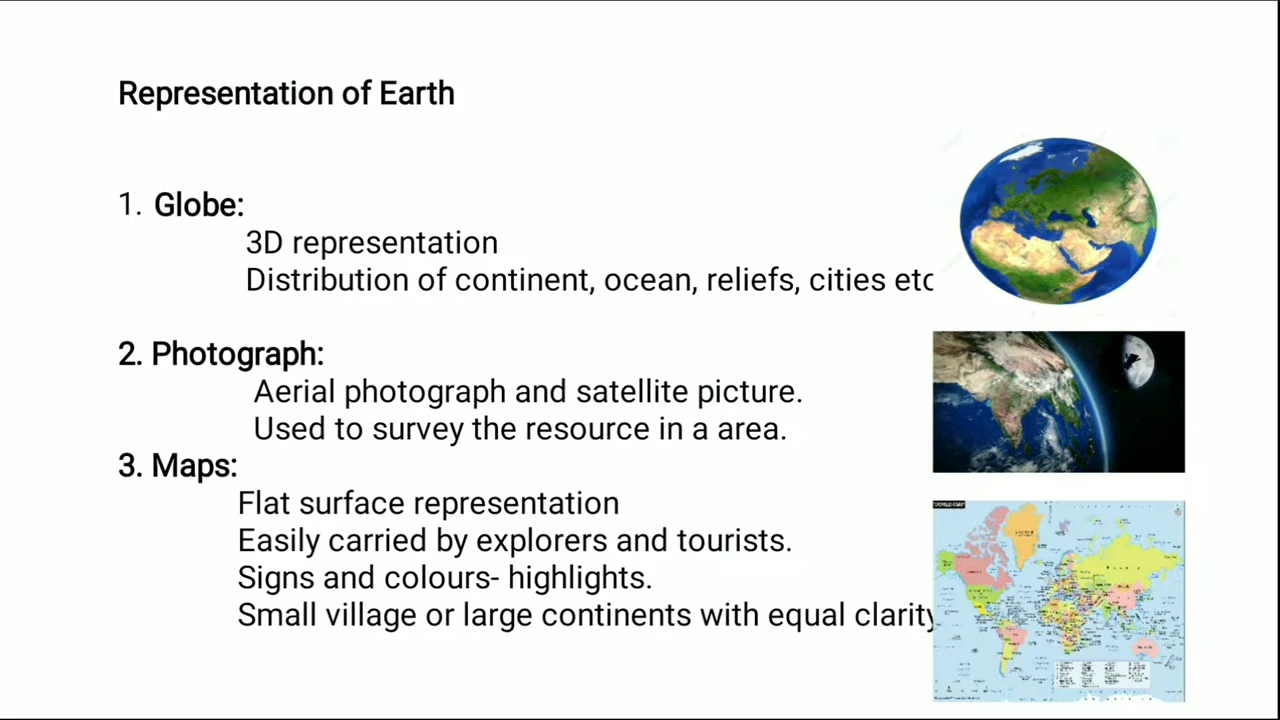 Representation of Earth
1. Globe:
3D representation
Distribution of continent, ocean, reliefs, cities etc
2. Photograph:
Aerial photograph and satellite picture.
Used to survey the resource in a area.
3. Maps:
Flat surface representation
Easily carried by explorers and tourists.
Signs and colours- highlights.
Small village or large continents with equal clarity
WORLD MAP